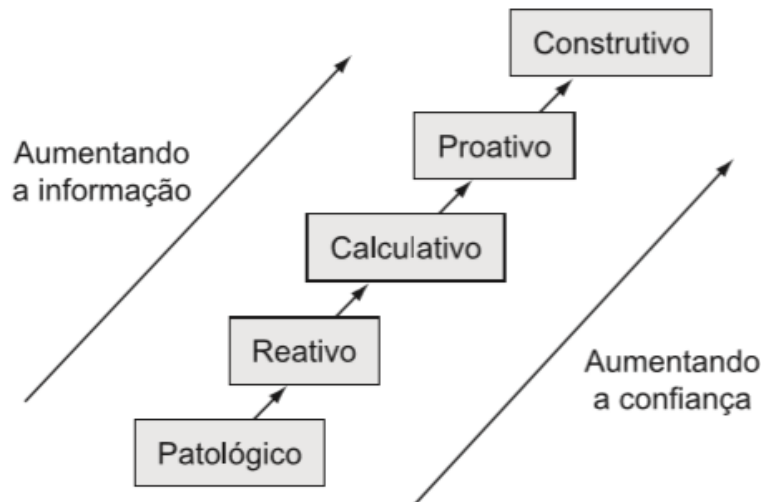 Construtivo
Proativo
Aumentando
a informação
Calculativo
Reativo
Aumentando
a confiança
Patológico